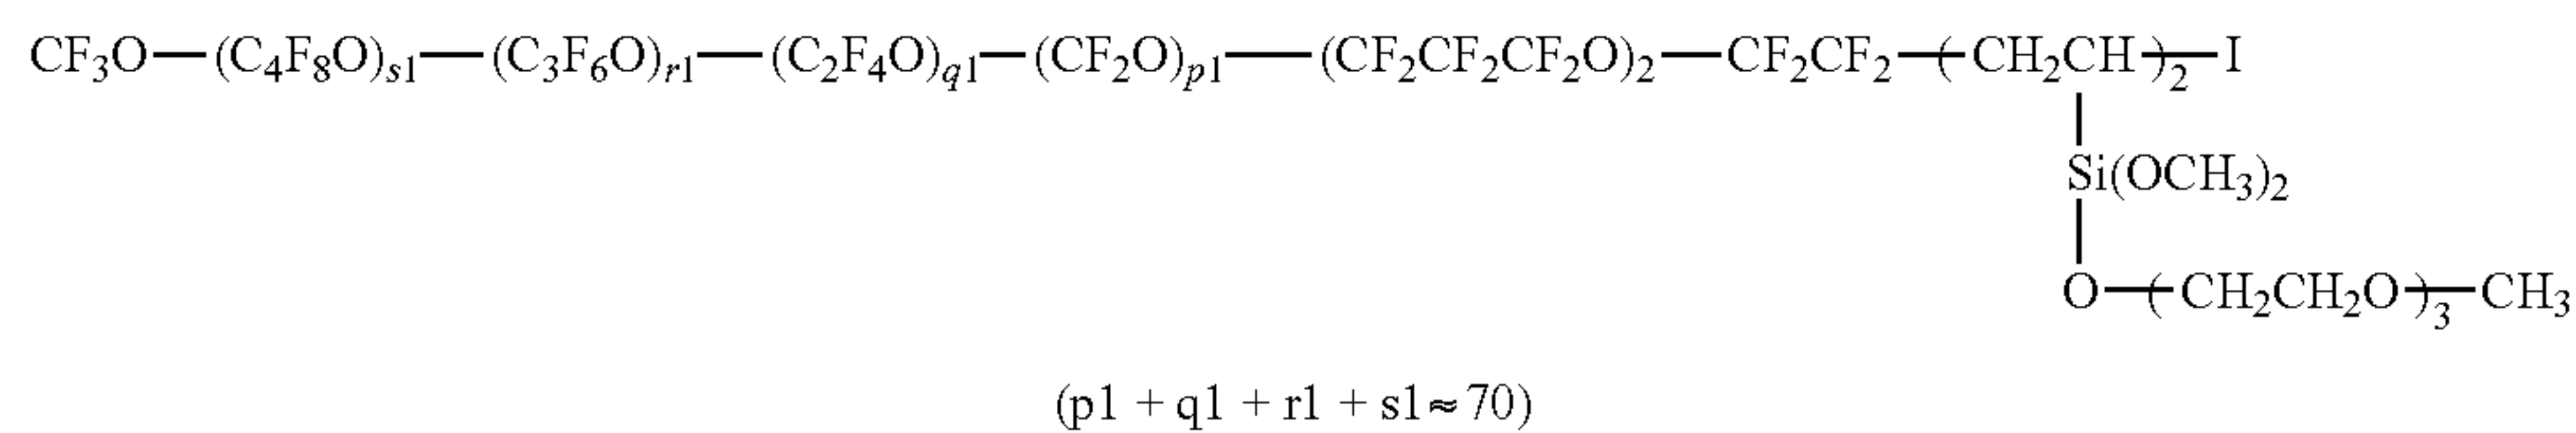 CF₃O—(C₄F₈O)ₛ₁—(C₃F₆O)ᵣ₁—(C₂F₄O)q1—(CF₂O)ₚ₁—(CF₂CF₂CF₂O)₂—CF₂CF₂—(CH₂CH)₂—I
Si(OCH₃)₂
O—(CH₂CH₂O)₃—CH₃
(p1 + q1 + r1 + s1≈70)